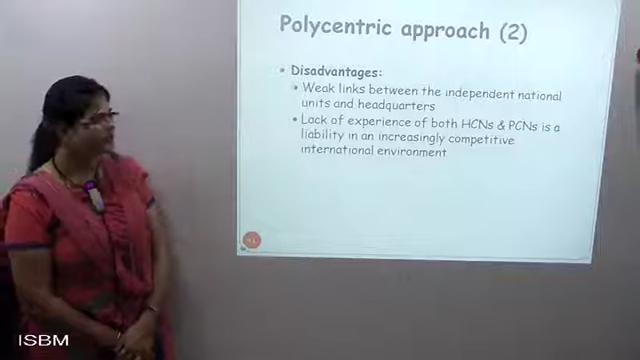 Polycentric approach (2)
• Disadvantages:
• Weak links between the independent national
units and headquarters
• Lack of experience of both HCNs & PCNs is a
liability in an increasingly competitive
international environment
ISBM